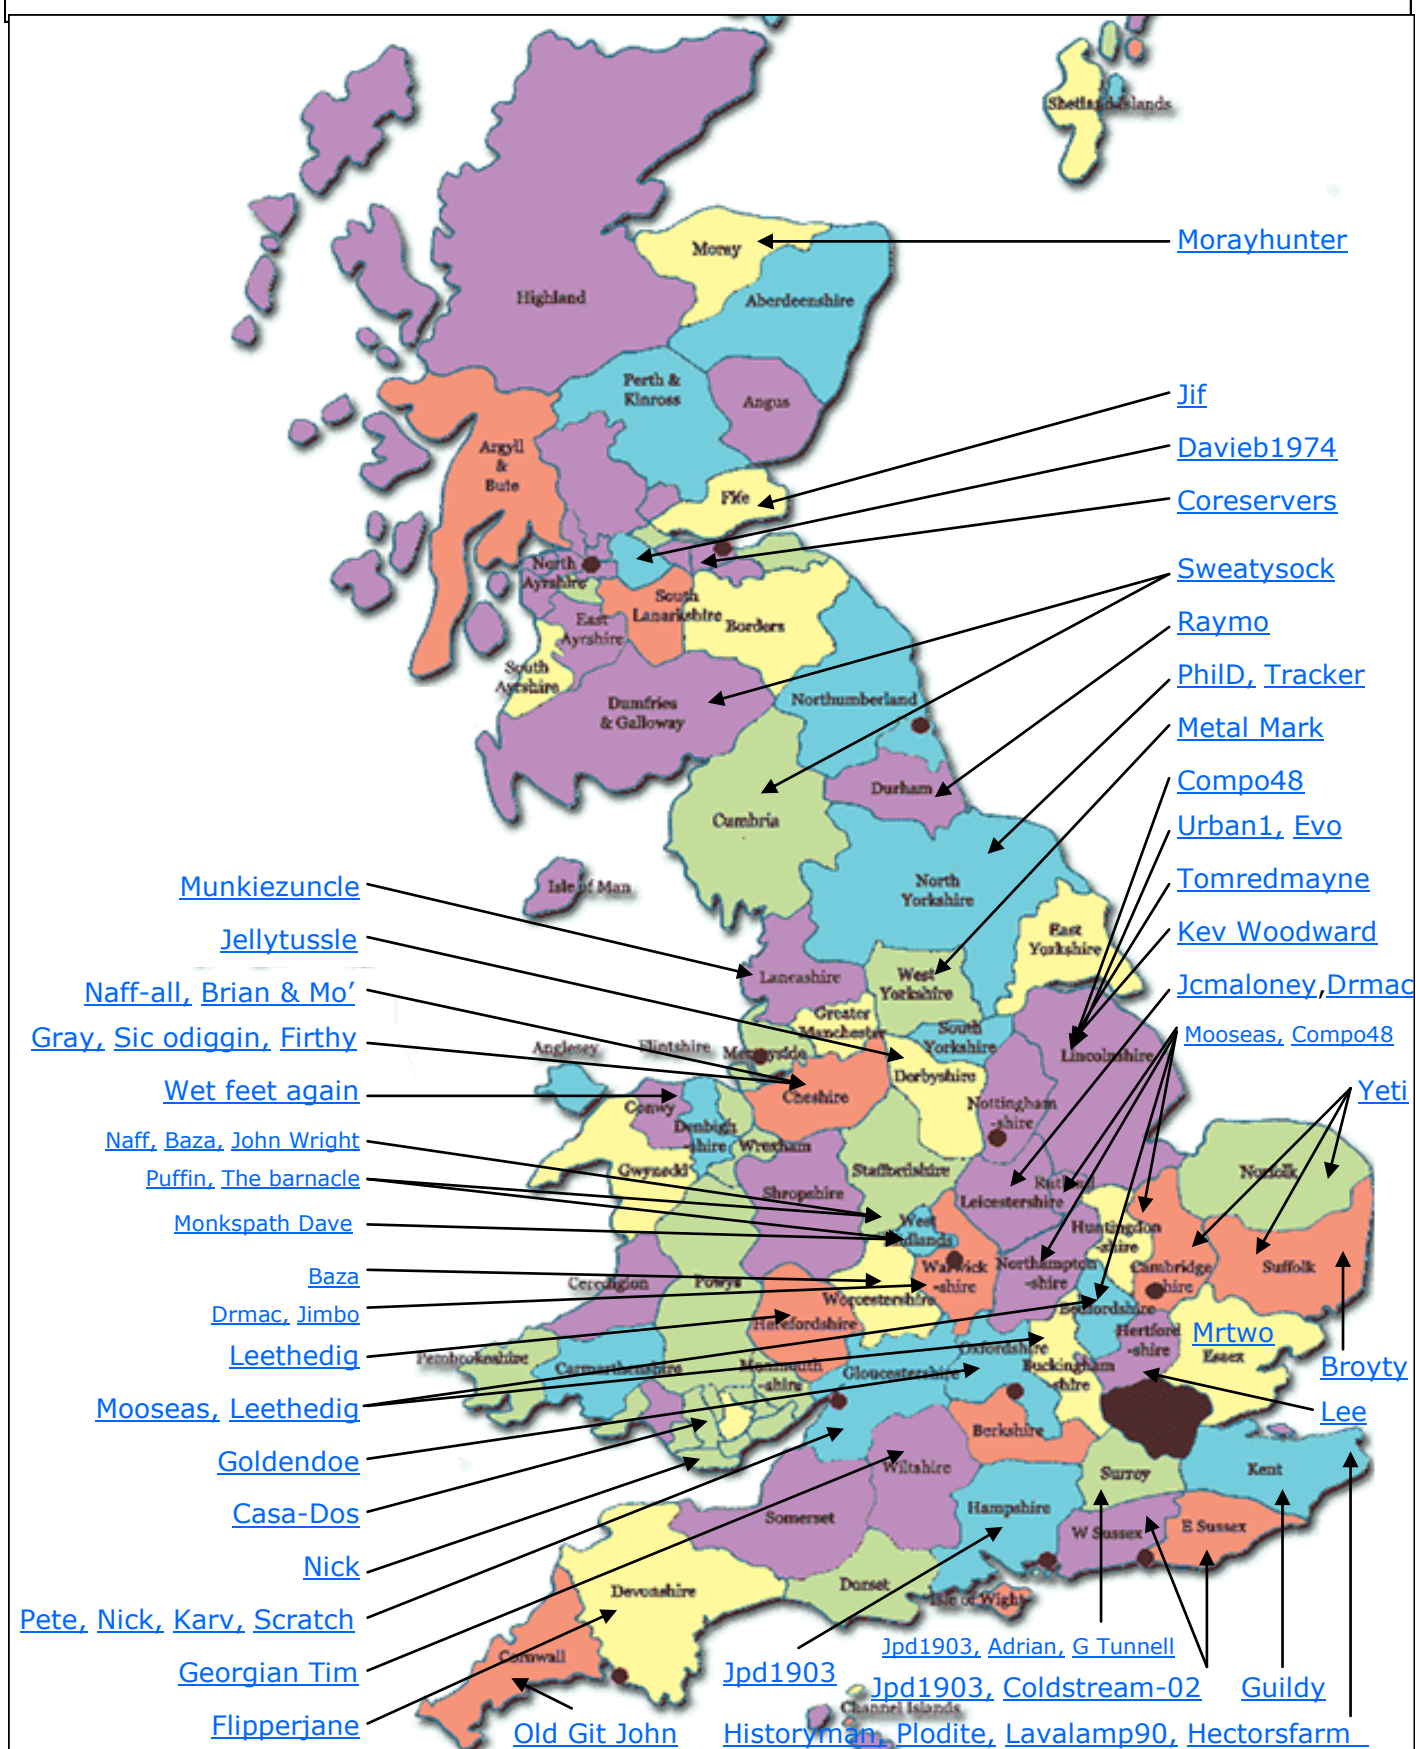 Shetland Islands
Morayhunter
Moray
Highland
Aberdeenshire
Perth &
Kinross
Angus
Jif
Argyll
&
Bute
Davieb1974
Fife
Coreservers
North
Ayrshire
Sweatysock
South
Lanarkshire
Borders
East
Ayrshire
Raymo
South
Ayrshire
PhilD, Tracker
Dumfries
& Galloway
Northumberland
Metal Mark
Durham
Compo48
Cumbria
Urban1, Evo
Munkiezuncle
Isle of Man
North
Yorkshire
Tomredmayne
Jellytussle
East
Yorkshire
Kev Woodward
Lancashire
West
Yorkshire
Naff-all, Brian & Mo'
Jcmaloney,Drmac
Greater
Manchester
Gray, Sic odiggin, Firthy
South
Yorkshire
Mooseas, Compo48
Anglesey
Flintshire
Merseyside
Lincolnshire
Derbyshire
Wet feet again
Cheshire
Yeti
Conwy
Nottingham
-shire
Denbigh
-shire
Wrexham
Naff, Baza, John Wright
Gwynedd
Staffordshire
Norfolk
Puffin, The barnacle
Shropshire
Rutland
Leicestershire
Monkspath Dave
West
Midlands
Huntingdon
-shire
Baza
Ceredigion
Powys
Warwick
-shire
Northampton
-shire
Cambridge
shire
Suffolk
Drmac, Jimbo
Worcestershire
Bedfordshire
Herefordshire
Hertford
-shire
Mrtwo
Essex
Leethedig
Pembrokeshire
Carmarthenshire
Monmouth
-shire
Gloucestershire
Oxfordshire
Buckingham
-shire
Broyty
Mooseas, Leethedig
Lee
Berkshire
Goldendoe
Wiltshire
Surrey
Kent
Casa-Dos
Somerset
Hampshire
W Sussex
E Sussex
Nick
Devonshire
Dorset
Isle of Wight
Pete, Nick, Karv, Scratch
Jpd1903, Adrian, G Tunnell
Cornwall
Georgian Tim
Jpd1903
Jpd1903, Coldstream-02
Guildy
Channel Islands
Flipperjane
Old Git John
Historyman, Plodite, Lavalamp90, Hectorsfarm